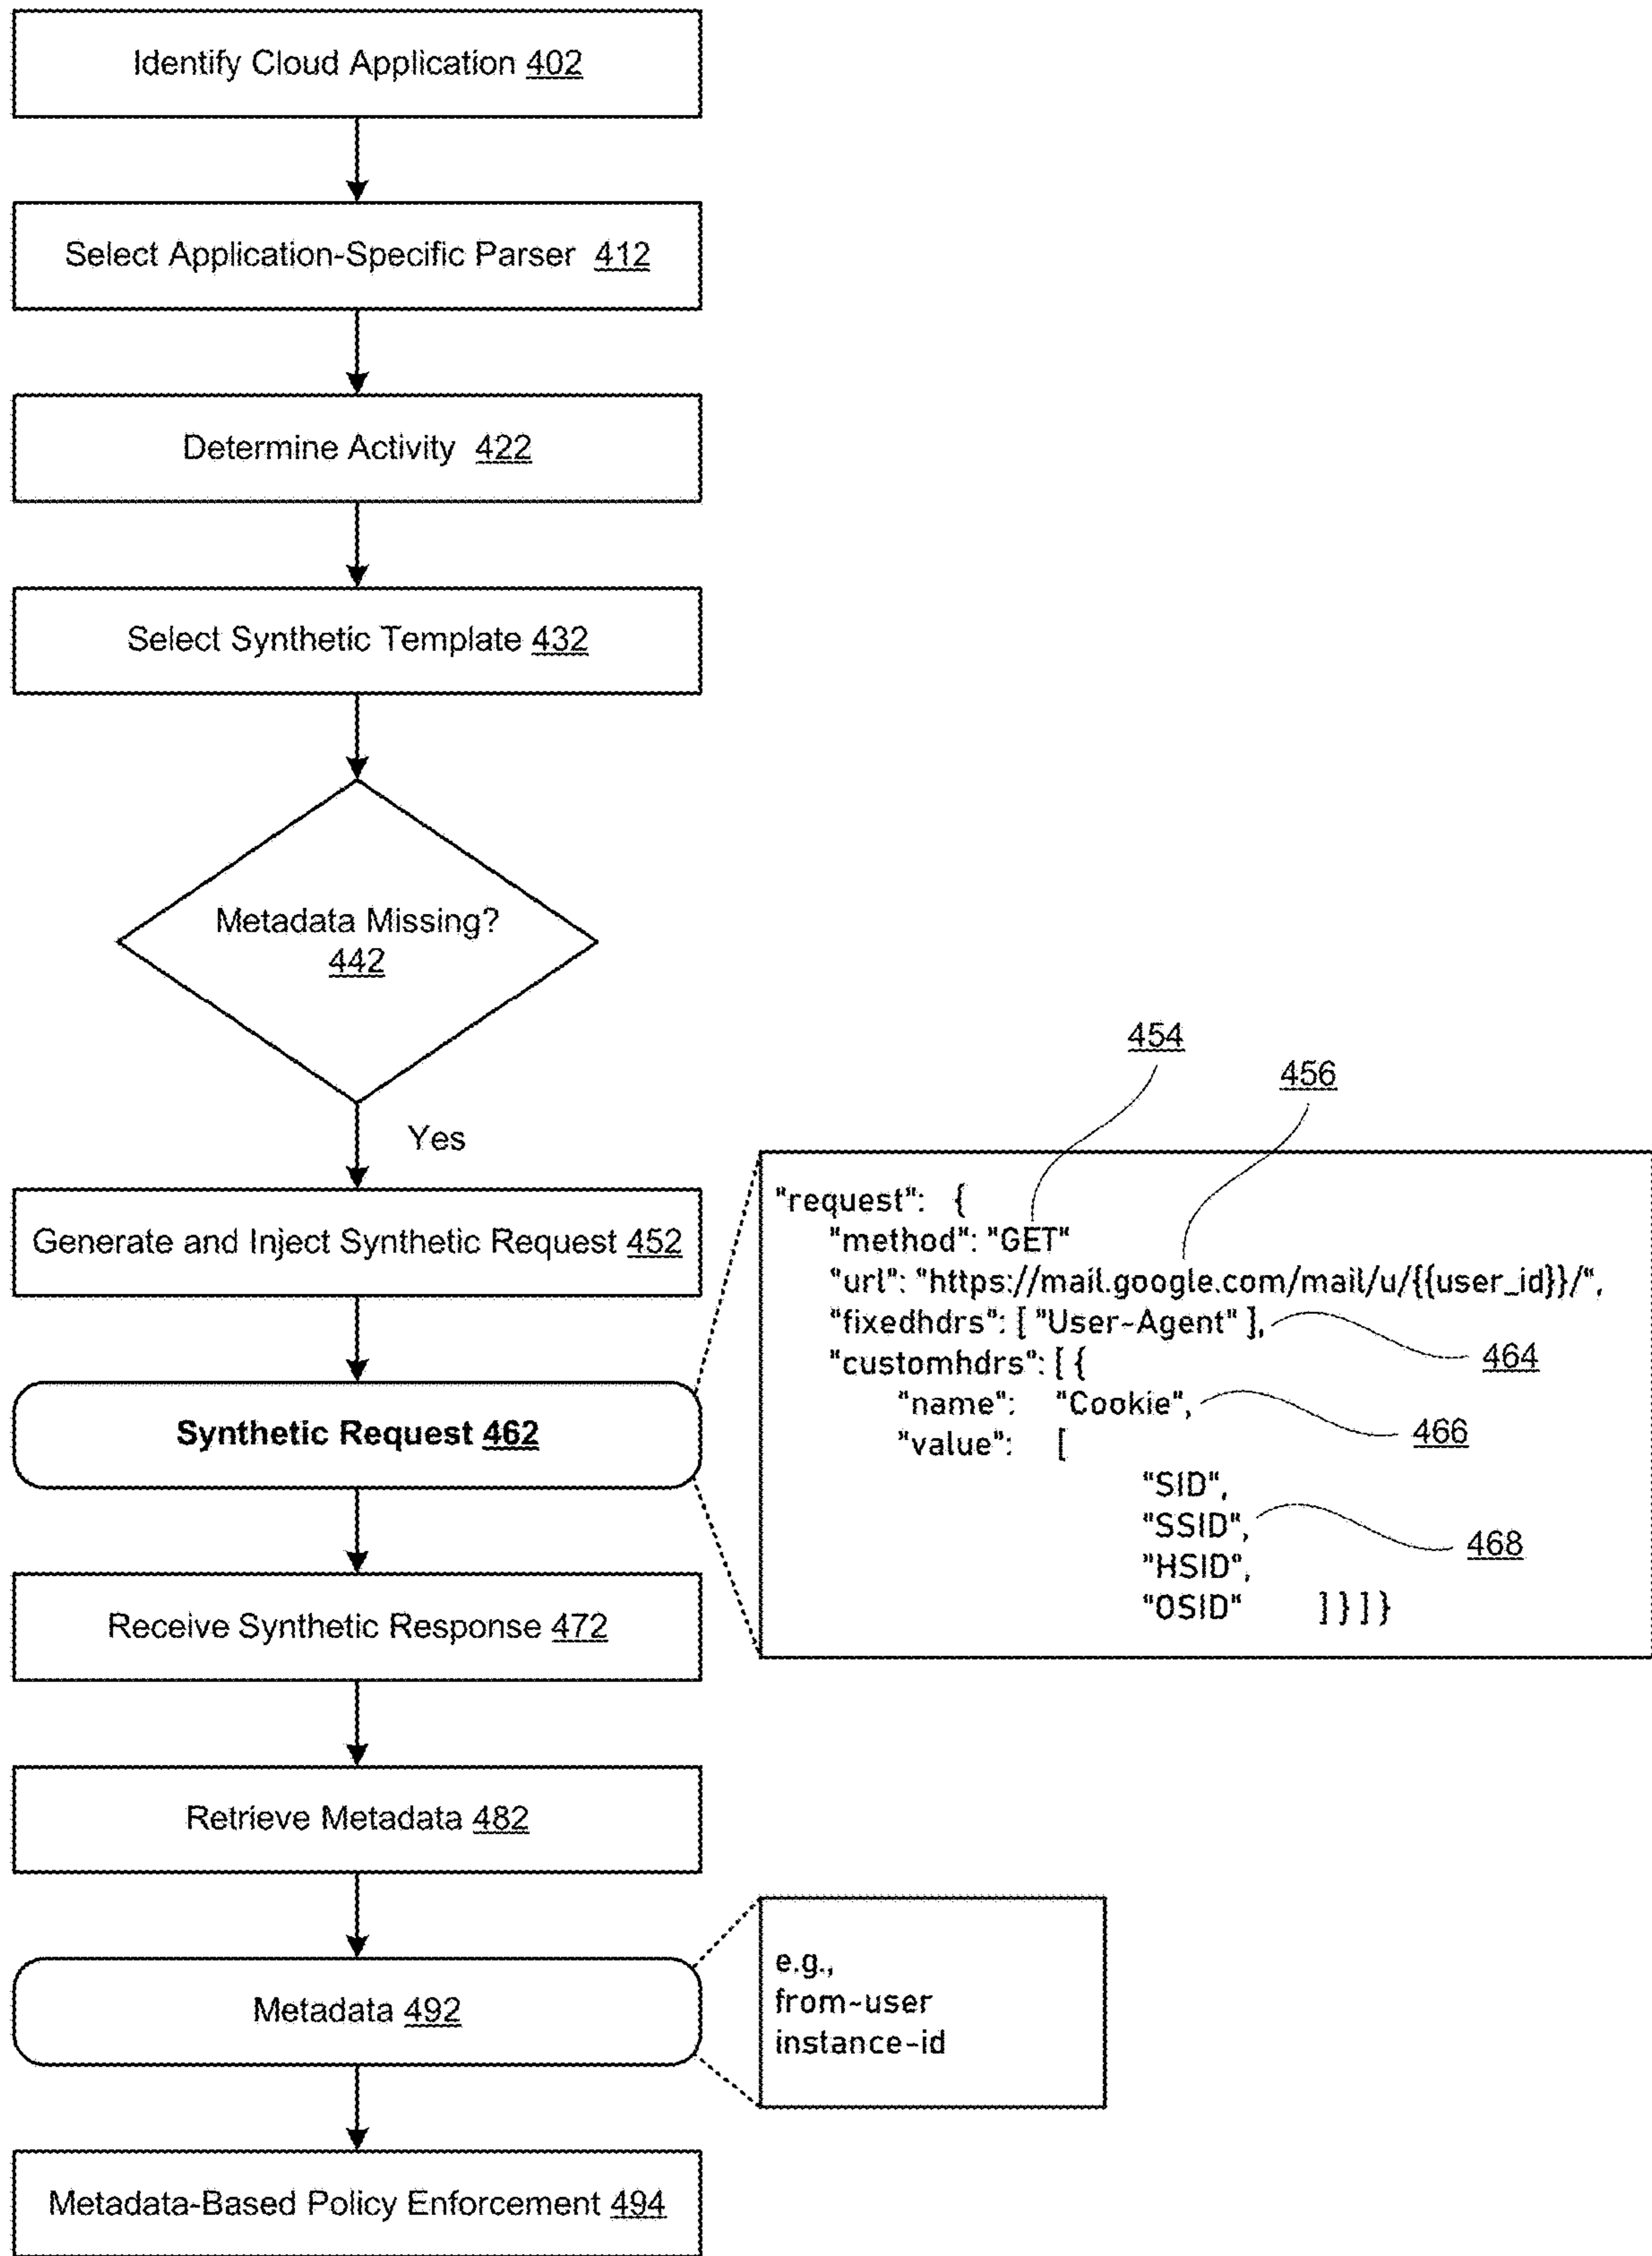 Identify Cloud Application 402
Select Application-Specific Parser 412
Determine Activity 422
Select Synthetic Template 432
Metadata Missing?
442
Yes
Generate and Inject Synthetic Request 452
Synthetic Request 462
454
456
"request": {
"method": "GET"
"url": "https://mail.google.com/mail/u/{{user_id}}/",
"fixedhdrs": [ "User-Agent" ],
464
"customhdrs": [ {
"name": "Cookie",
466
"value": [
"SID",
"SSID",
468
"HSID",
"OSID" ] } ] }
Receive Synthetic Response 472
Retrieve Metadata 482
Metadata 492
e.g.,
from-user
instance-id
Metadata-Based Policy Enforcement 494